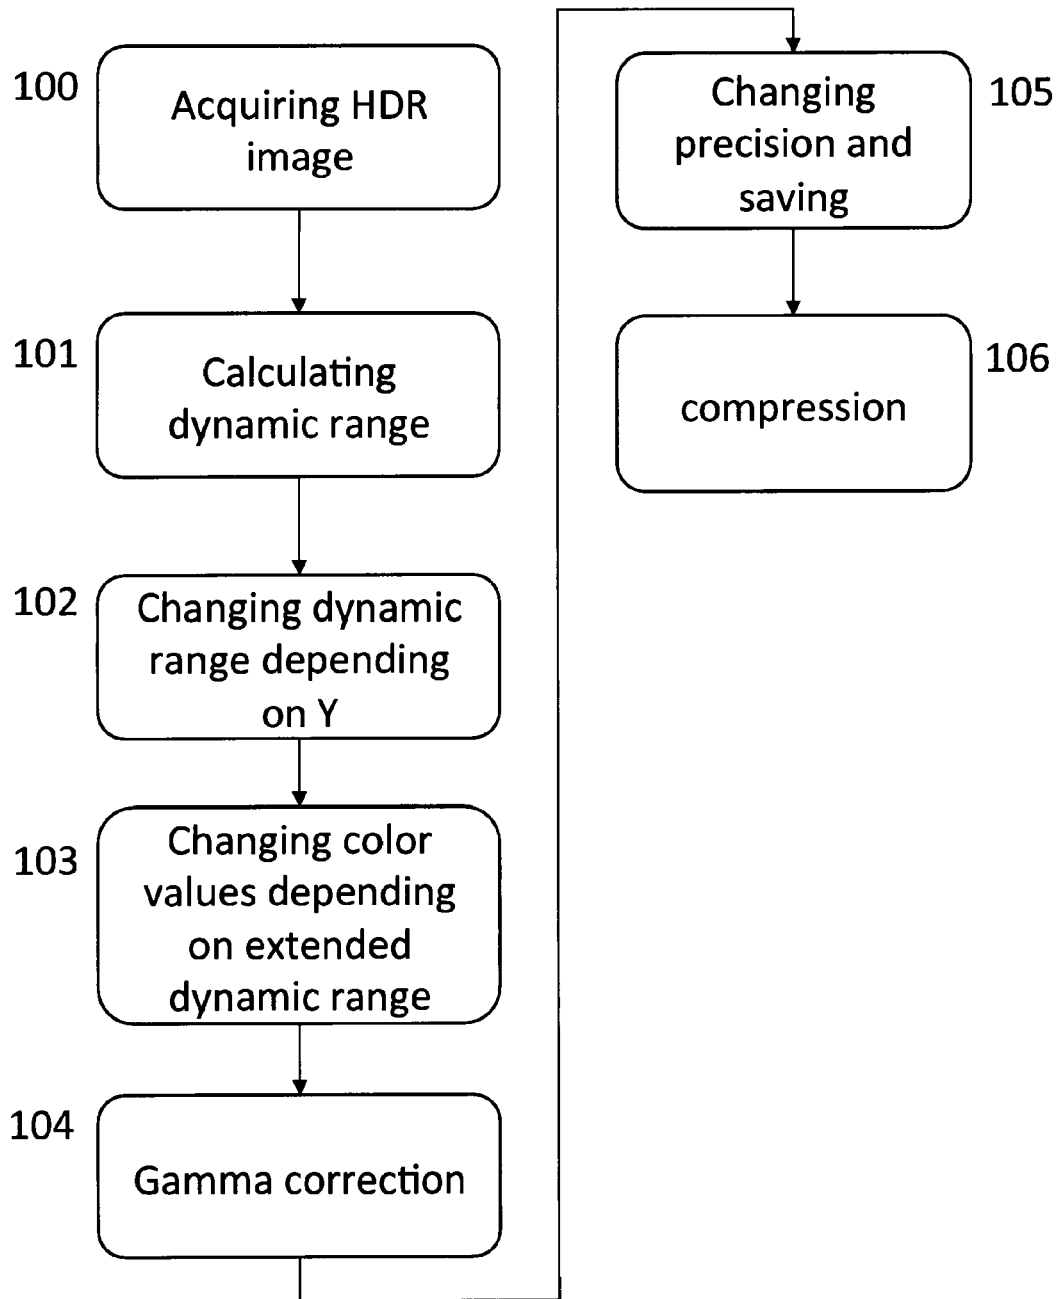 100
Acquiring HDR
image
101
Calculating
dynamic range
102
Changing dynamic
range depending
on Y
103
Changing color
values depending
on extended
dynamic range
104
Gamma correction
105
Changing
precision and
saving
106
compression